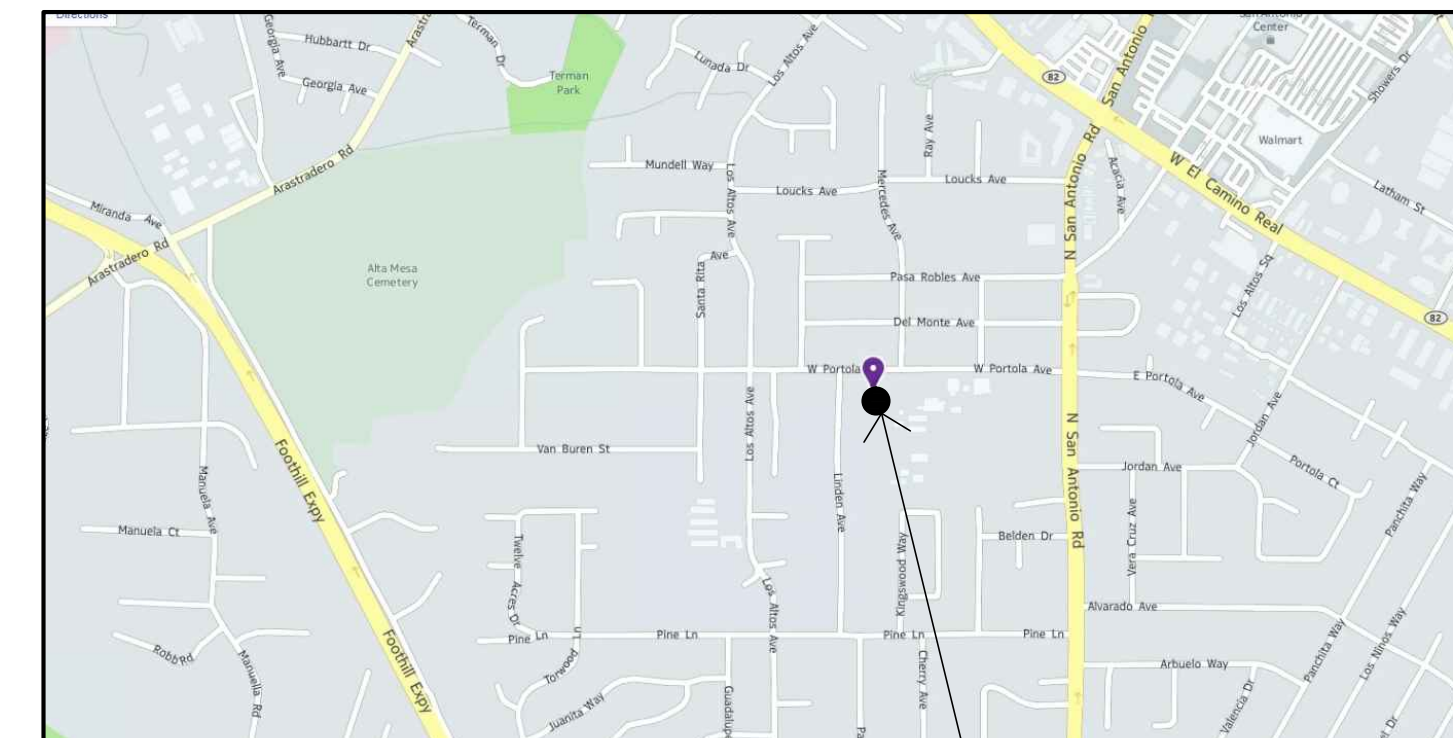 Directions
Georgia Ave
Hubbartt Dr
Georgia Ave
Terman Dr
Terman
Park
Lunada Dr
Los Altos Ave
San Antonio
Center
82
San Antonio
Showers Dr
Walmart
W El Camino Real
Latham St
Ray Ave
Mundell Way
Loucks Ave
Mercedes Ave
Loucks Ave
N San Antonio Rd
Acacia Ave
Arastradero Rd
Miranda Ave
Arastradero Rd
Los Altos Ave
Ave
Santa Rita
Alta Mesa
Cemetery
Pasa Robles Ave
Del Monte Ave
Los Altos Sq
82
W Portola
W Portola Ave
E Portola Ave
Los Altos Ave
Jordan Ave
Van Buren St
N San Antonio Rd
Jordan Ave
Portola Ct
Panchita Way
Foothill Expy
Manuela Ave
Linden Ave
Manuela Ct
Twelve Acres Dr
Kingswood Way
Belden Dr
Vera Cruz Ave
Los Altos Ave
Alvarado Ave
Pine Ln
Ln
Torwood
Pine Ln
Pine Ln
Pine Ln
Robb Rd
Manuella Rd
Foothill Expy
Juanita Way
Cherry Ave
Arbuelo Way
Panchita Way
Los Ninos Way
Valencia Dr